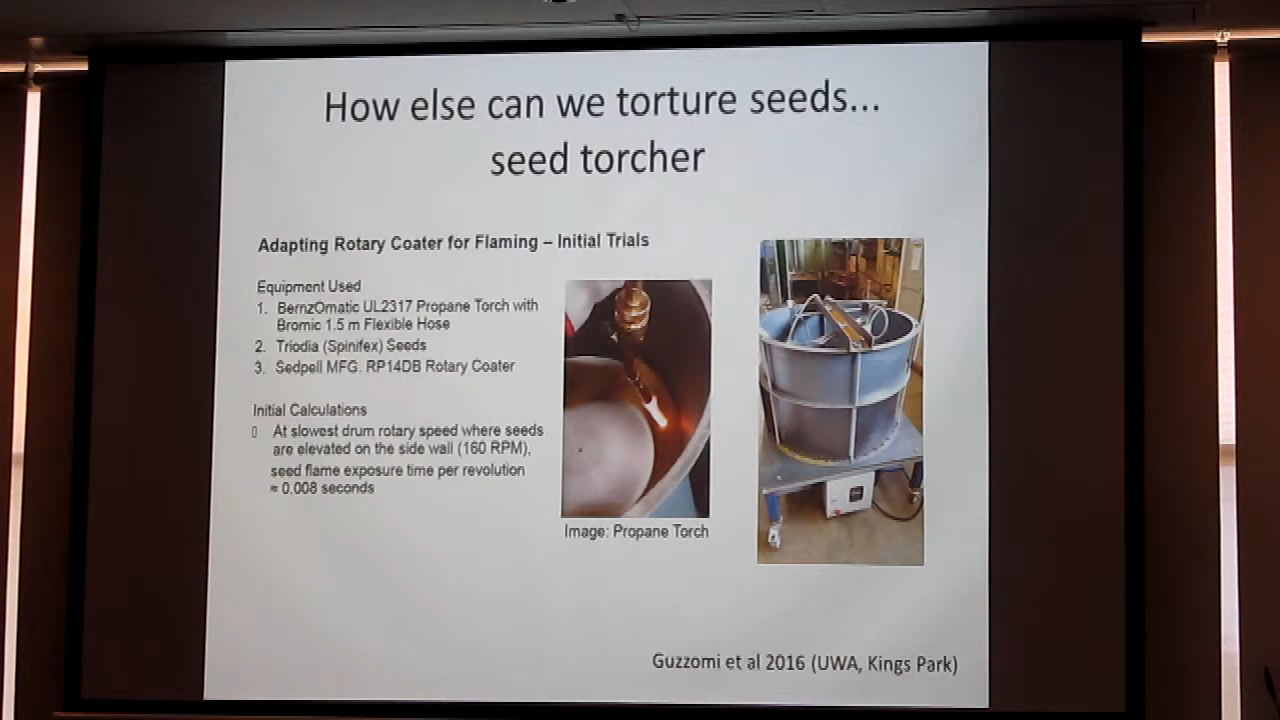 How else can we torture seeds...
seed torcher
Adapting Rotary Coater for Flaming – Initial Trials
Equipment Used
1. BernzOmatic UL2317 Propane Torch with
Bromic 1.5 m Flexible Hose
2. Triodia (Spinifex) Seeds
3. Sedpell MFG. RP14DB Rotary Coater
Initial Calculations
▯ At slowest drum rotary speed where seeds
are elevated on the side wall (160 RPM),
seed flame exposure time per revolution
≈ 0.008 seconds
Image: Propane Torch
Guzzomi et al 2016 (UWA, Kings Park)